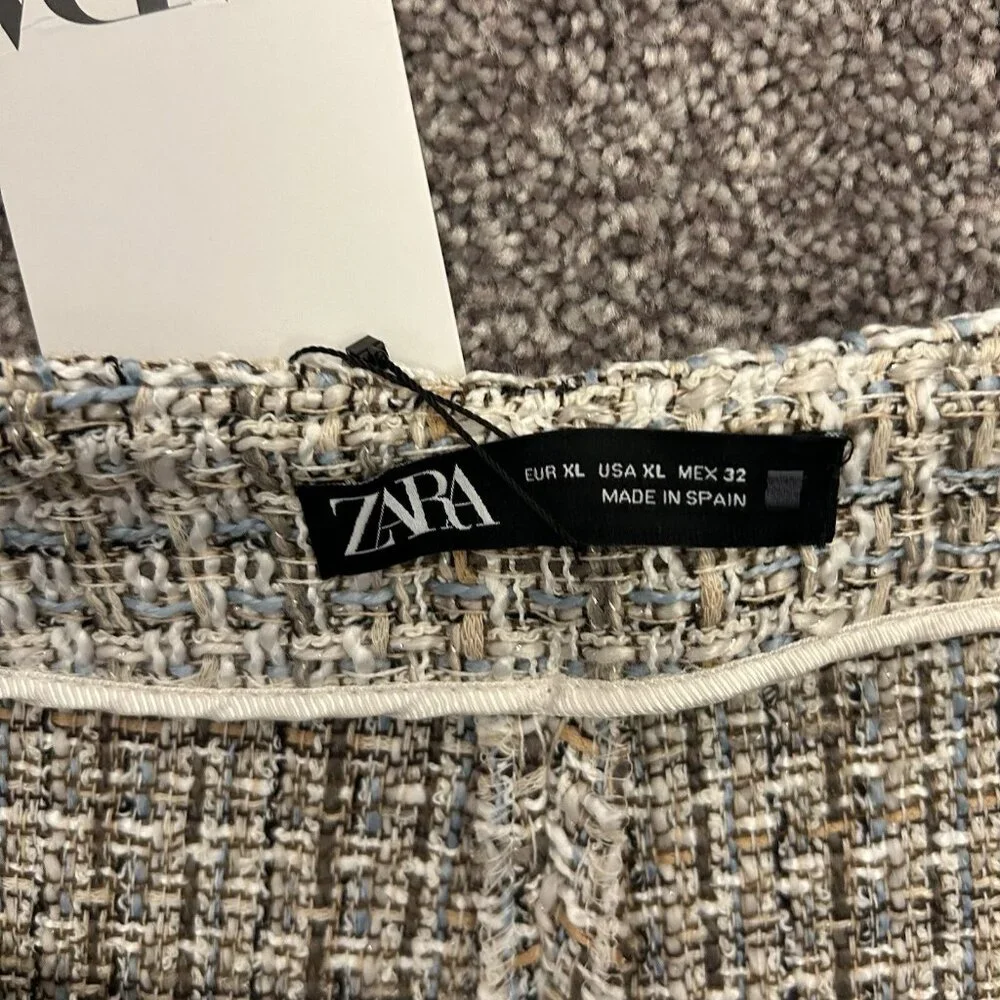 ZARA
EUR XL USA XL MEX 32
MADE IN SPAIN